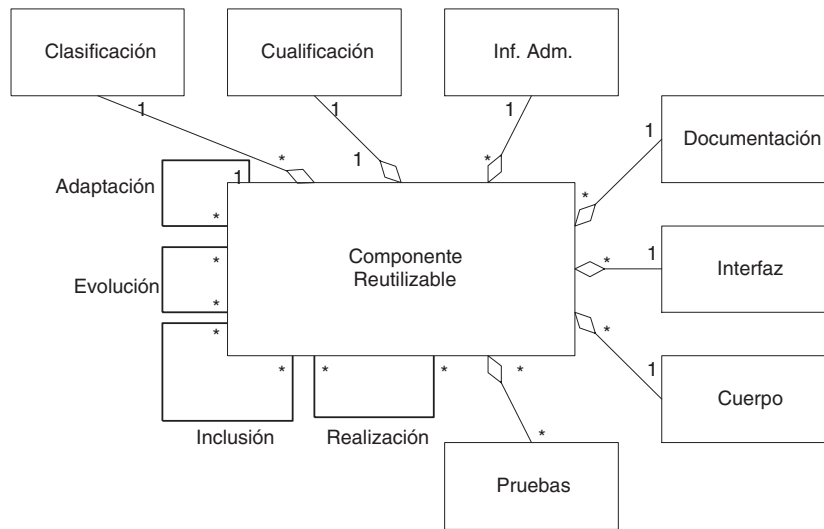 Clasificación
Cualificación
Inf. Adm.
1
1
1
Documentación
1
*
1
*
*
Adaptación
1
*
*
Componente
Reutilizable
Interfaz
1
*
*
Evolución
*
*
*
Cuerpo
1
*
*
*
*
Inclusión
Realización
*
Pruebas